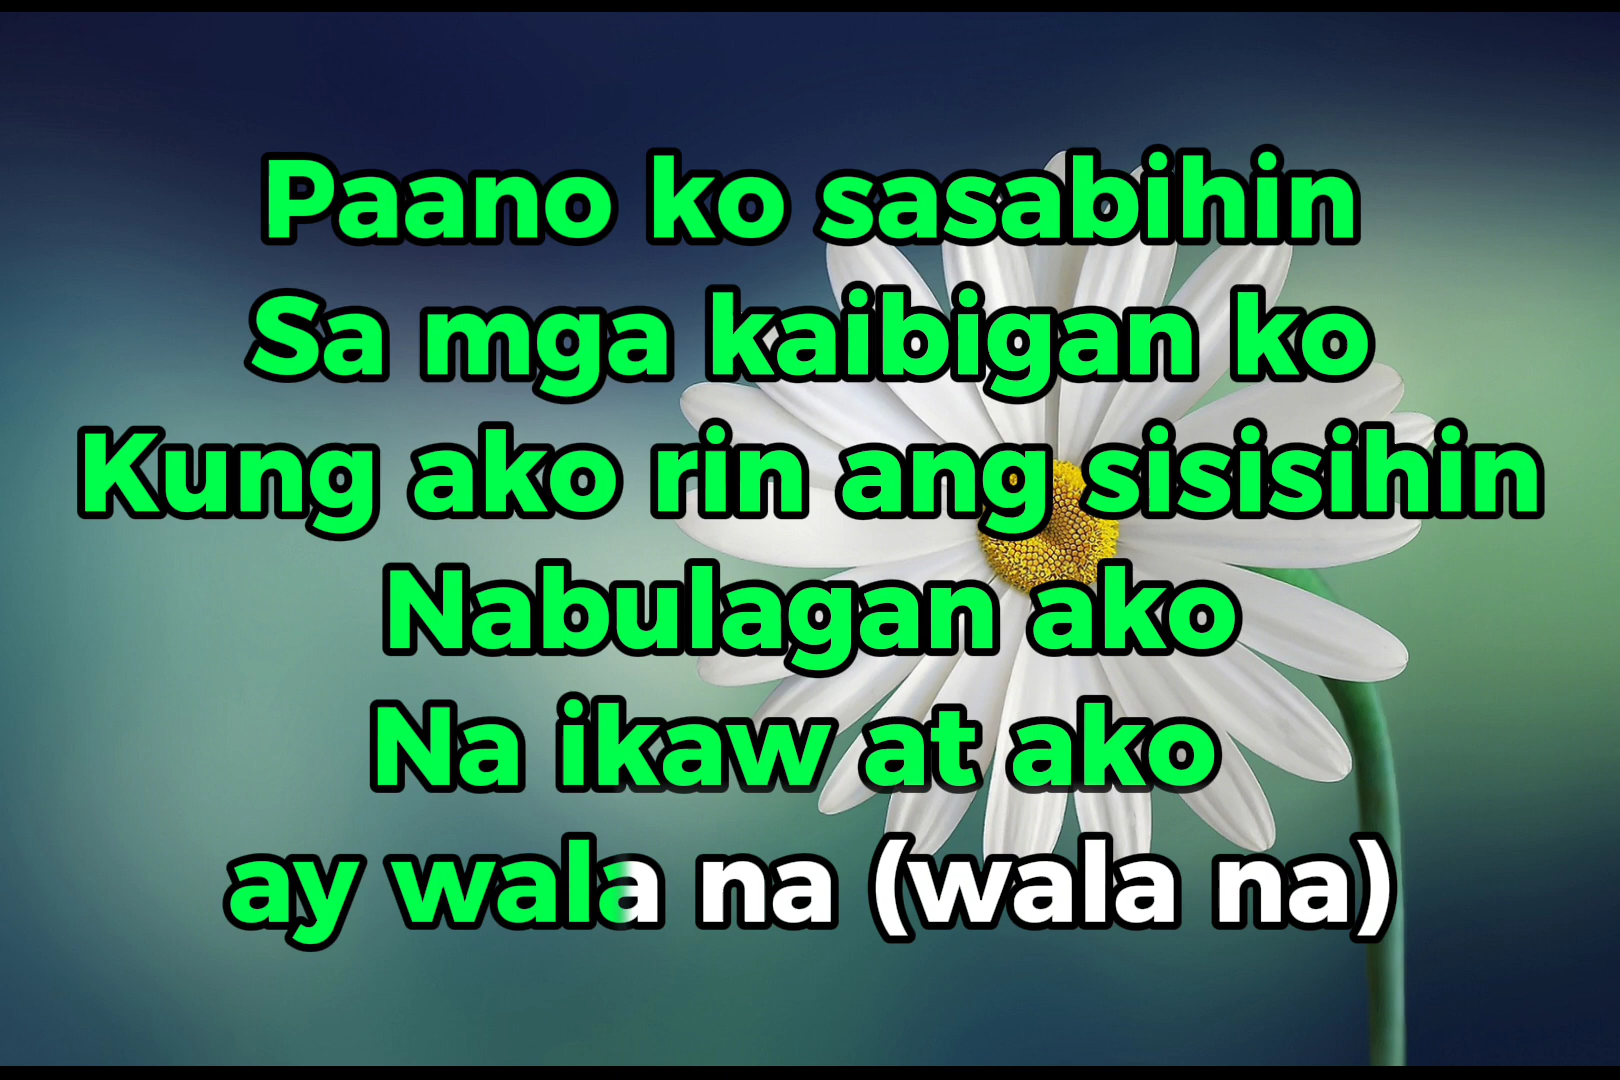 Paano ko sasabihin
Sa mga kaibigan ko
Kung ako rin ang sisisihin
Nabulagan ako
Na ikaw at ako
ay wala na (wala na)